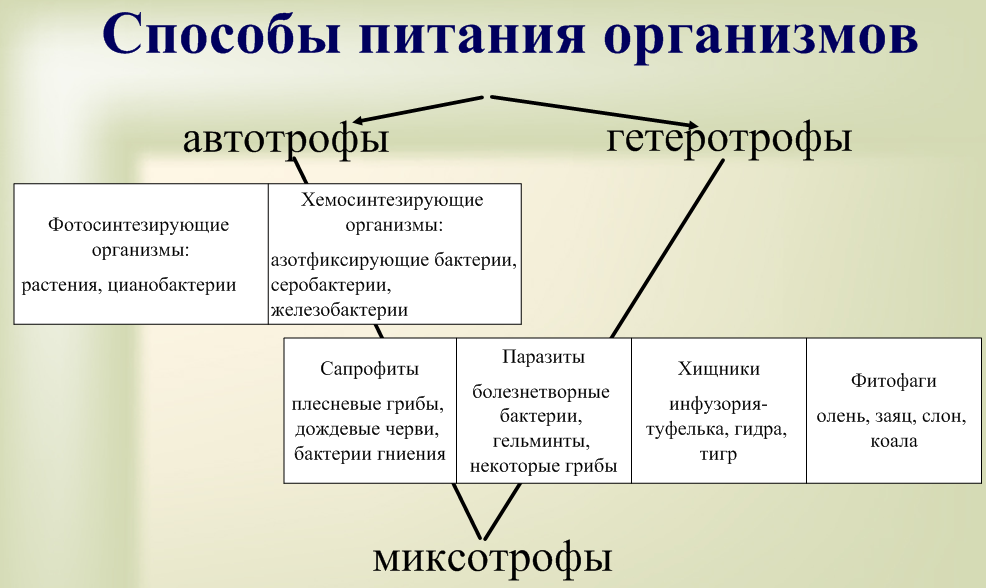 Способы питания организмов
автотрофы
гетеротрофы
Фотосинтезирующие
организмы:
растения, цианобактерии
Хемосинтезирующие
организмы:
азотфиксирующие бактерии,
серобактерии,
железобактерии
Сапрофиты
плесневые грибы,
дождевые черви,
бактерии гниения
Паразиты
болезнетворные
бактерии,
гельминты,
некоторые грибы
Хищники
инфузория-
туфелька, гидра,
тигр
Фитофаги
олень, заяц, слон,
коала
миксотрофы